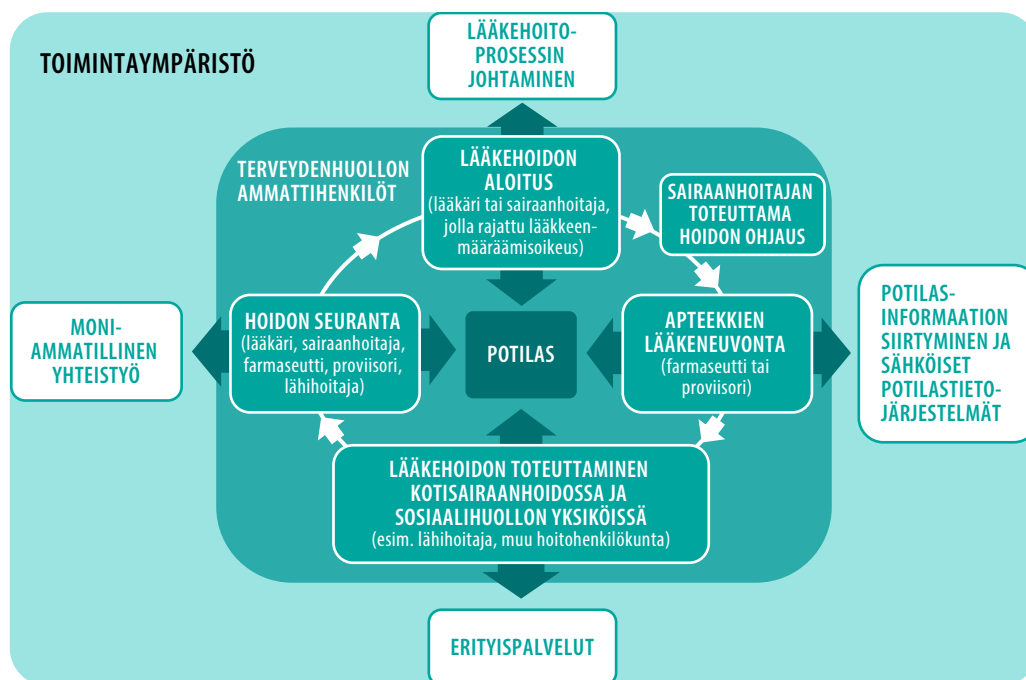 TOIMINTAYMPÄRISTÖ
LÄÄKEHOITO-
PROSESSIN
JOHTAMINEN
TERVEYDENHUOLLON
AMMATTIHENKILÖT
LÄÄKEHOIDON
ALOITUS
(lääkäri tai sairaanhoitaja,
jolla rajattu lääkkeen-
määräämisoikeus)
SAIRAANHOITAJAN
TOTEUTTAMA
HOIDON OHJAUS
MONI-
AMMATILLINEN
YHTEISTYÖ
HOIDON SEURANTA
(lääkäri, sairaanhoitaja,
farmaseutti, proviisori,
lähihoitaja)
POTILAS
APTEEKKIEN
LÄÄKENEUVONTA
(farmaseutti tai
proviisori)
POTILAS-
INFORMAATION
SIIRTYMINEN JA
SÄHKÖISET
POTILASTIETO-
JÄRJESTELMÄT
LÄÄKEHOIDON TOTEUTTAMINEN
KOTISAIRAANHOIDOSSA JA
SOSIAALIHUOLLON YKSIKÖISSÄ
(esim. lähihoitaja, muu hoitohenkilökunta)
ERITYISPALVELUT